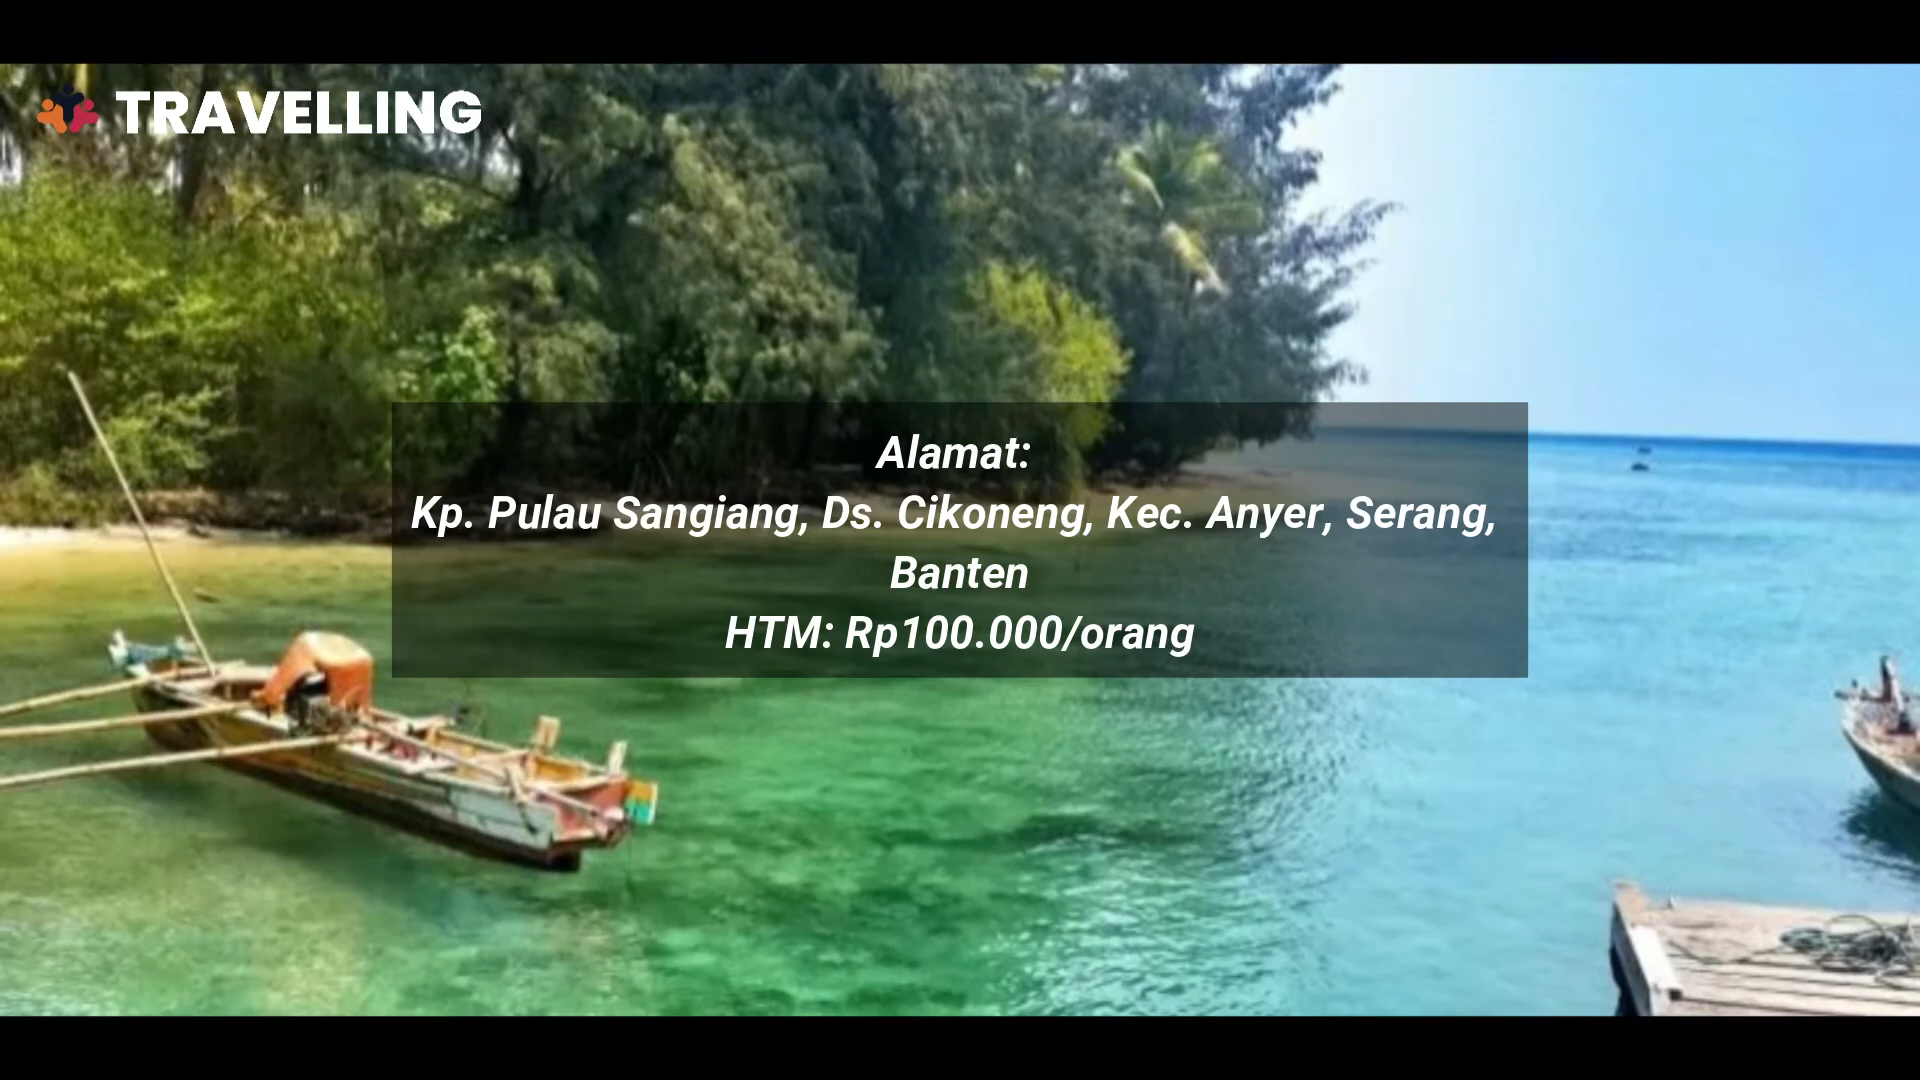 TRAVELLING
Alamat:
Kp. Pulau Sangiang, Ds. Cikoneng, Kec. Anyer, Serang,
Banten
HTM: Rp100.000/orang